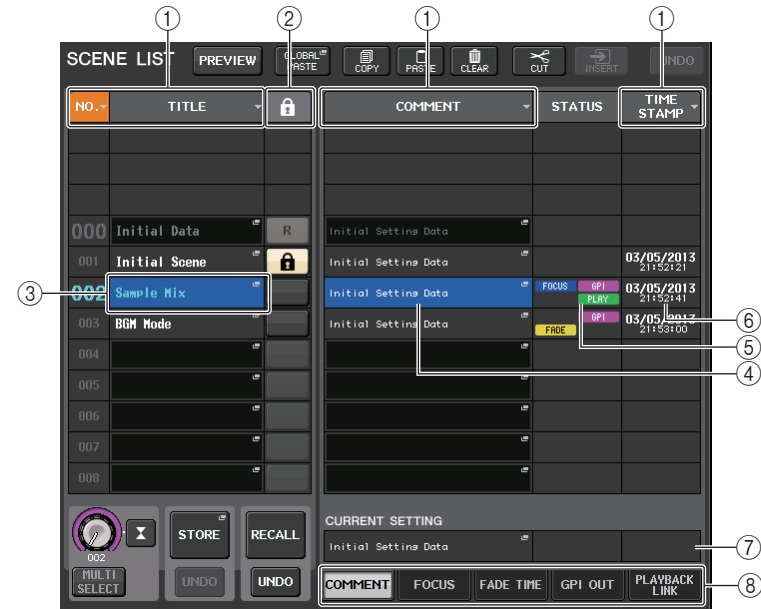 ① ② ① ①
SCENE LIST PREVIEW GLOBAL PASTE COPY PASTE CLEAR CUT INSERT UNDO
NO. TITLE COMMENT STATUS TIME STAMP
000 Initial Data R Initial Setting Data
001 Initial Scene Initial Setting Data 03/05/2013 21:52:21
③ 002 Sample Mix Initial Setting Data FOCUS GPI PLAY 03/05/2013 21:52:41 ⑥
⑤
003 BGM Mode Initial Setting Data FADE GPI 03/05/2013 21:53:00
④
004
005
006
007
008
CURRENT SETTING
002 STORE RECALL Initial Setting Data ⑦
MULTI SELECT UNDO UNDO COMMENT FOCUS FADE TIME GPI OUT PLAYBACK LINK ⑧